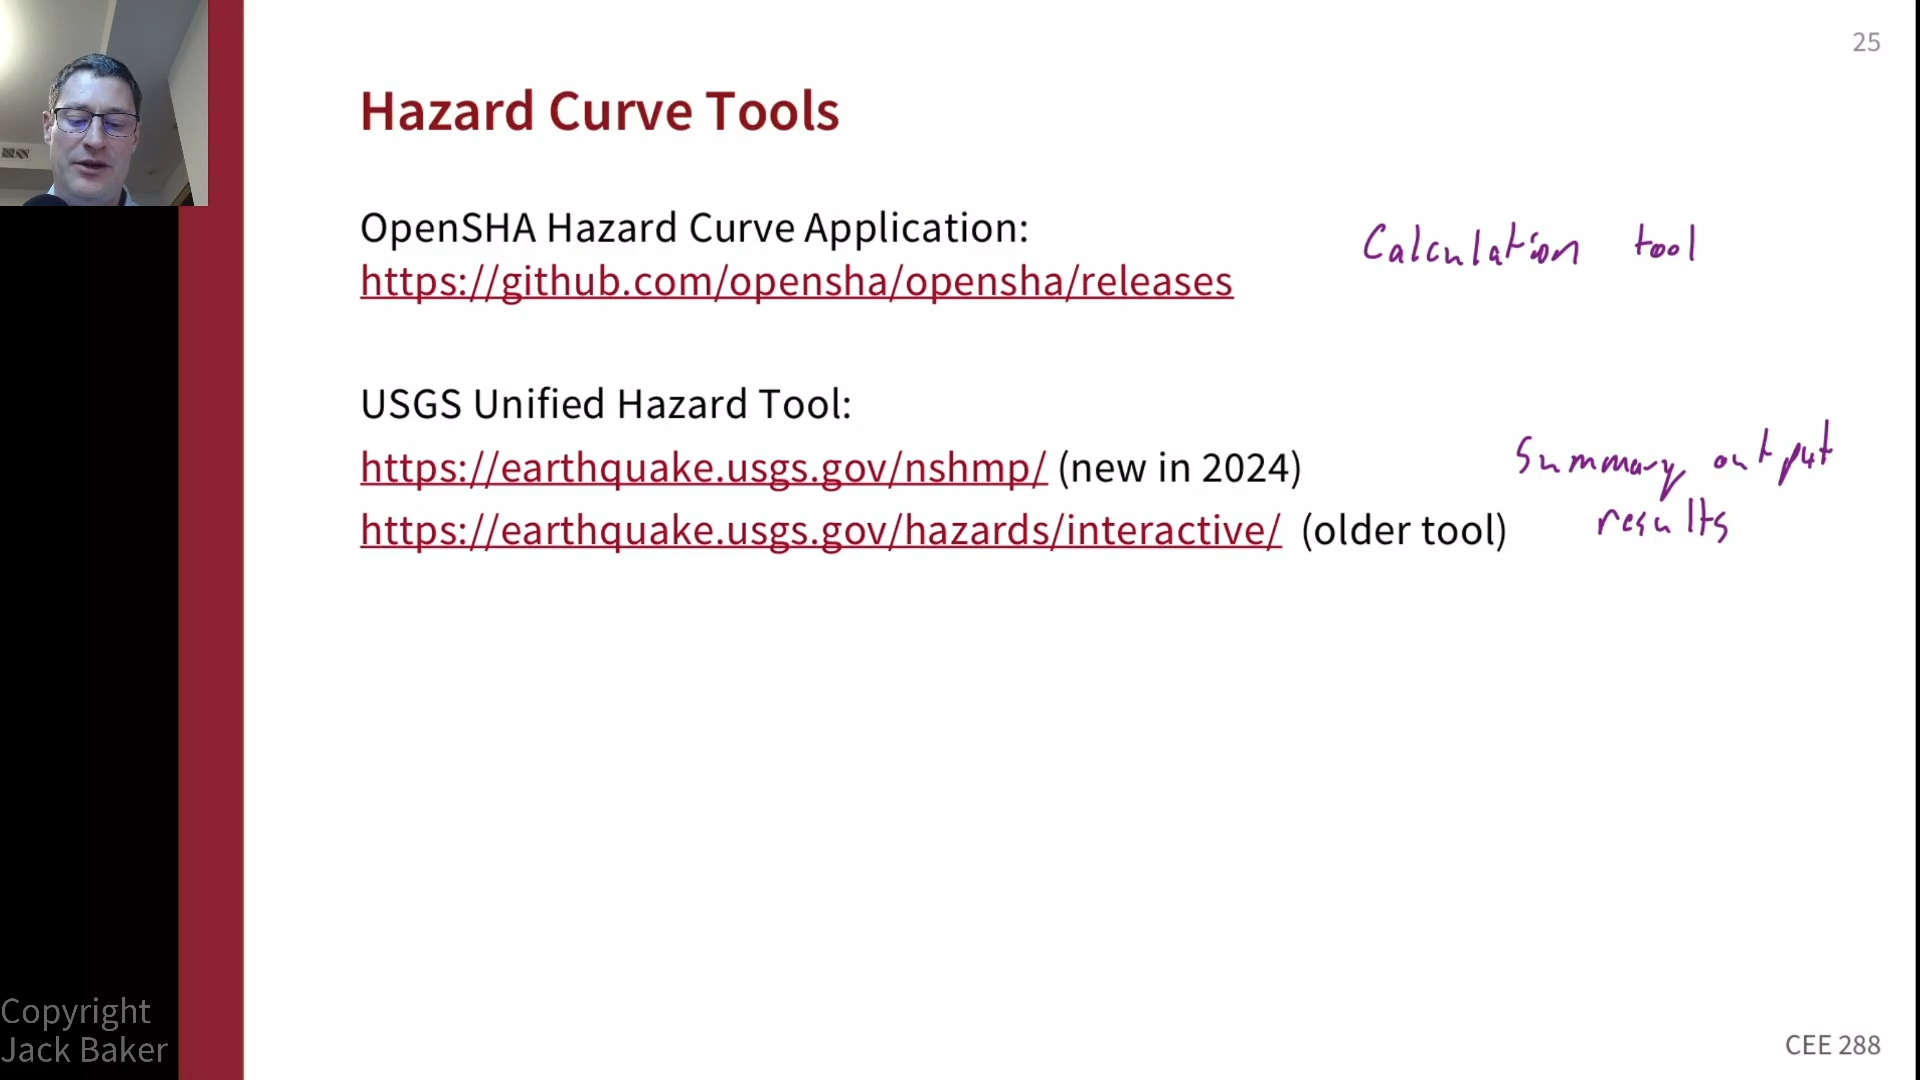 25
Hazard Curve Tools
OpenSHA Hazard Curve Application:
Calculation tool
https://github.com/opensha/opensha/releases
USGS Unified Hazard Tool:
https://earthquake.usgs.gov/nshmp/ (new in 2024)
Summary output
https://earthquake.usgs.gov/hazards/interactive/ (older tool)
results
Copyright
Jack Baker
CEE 288